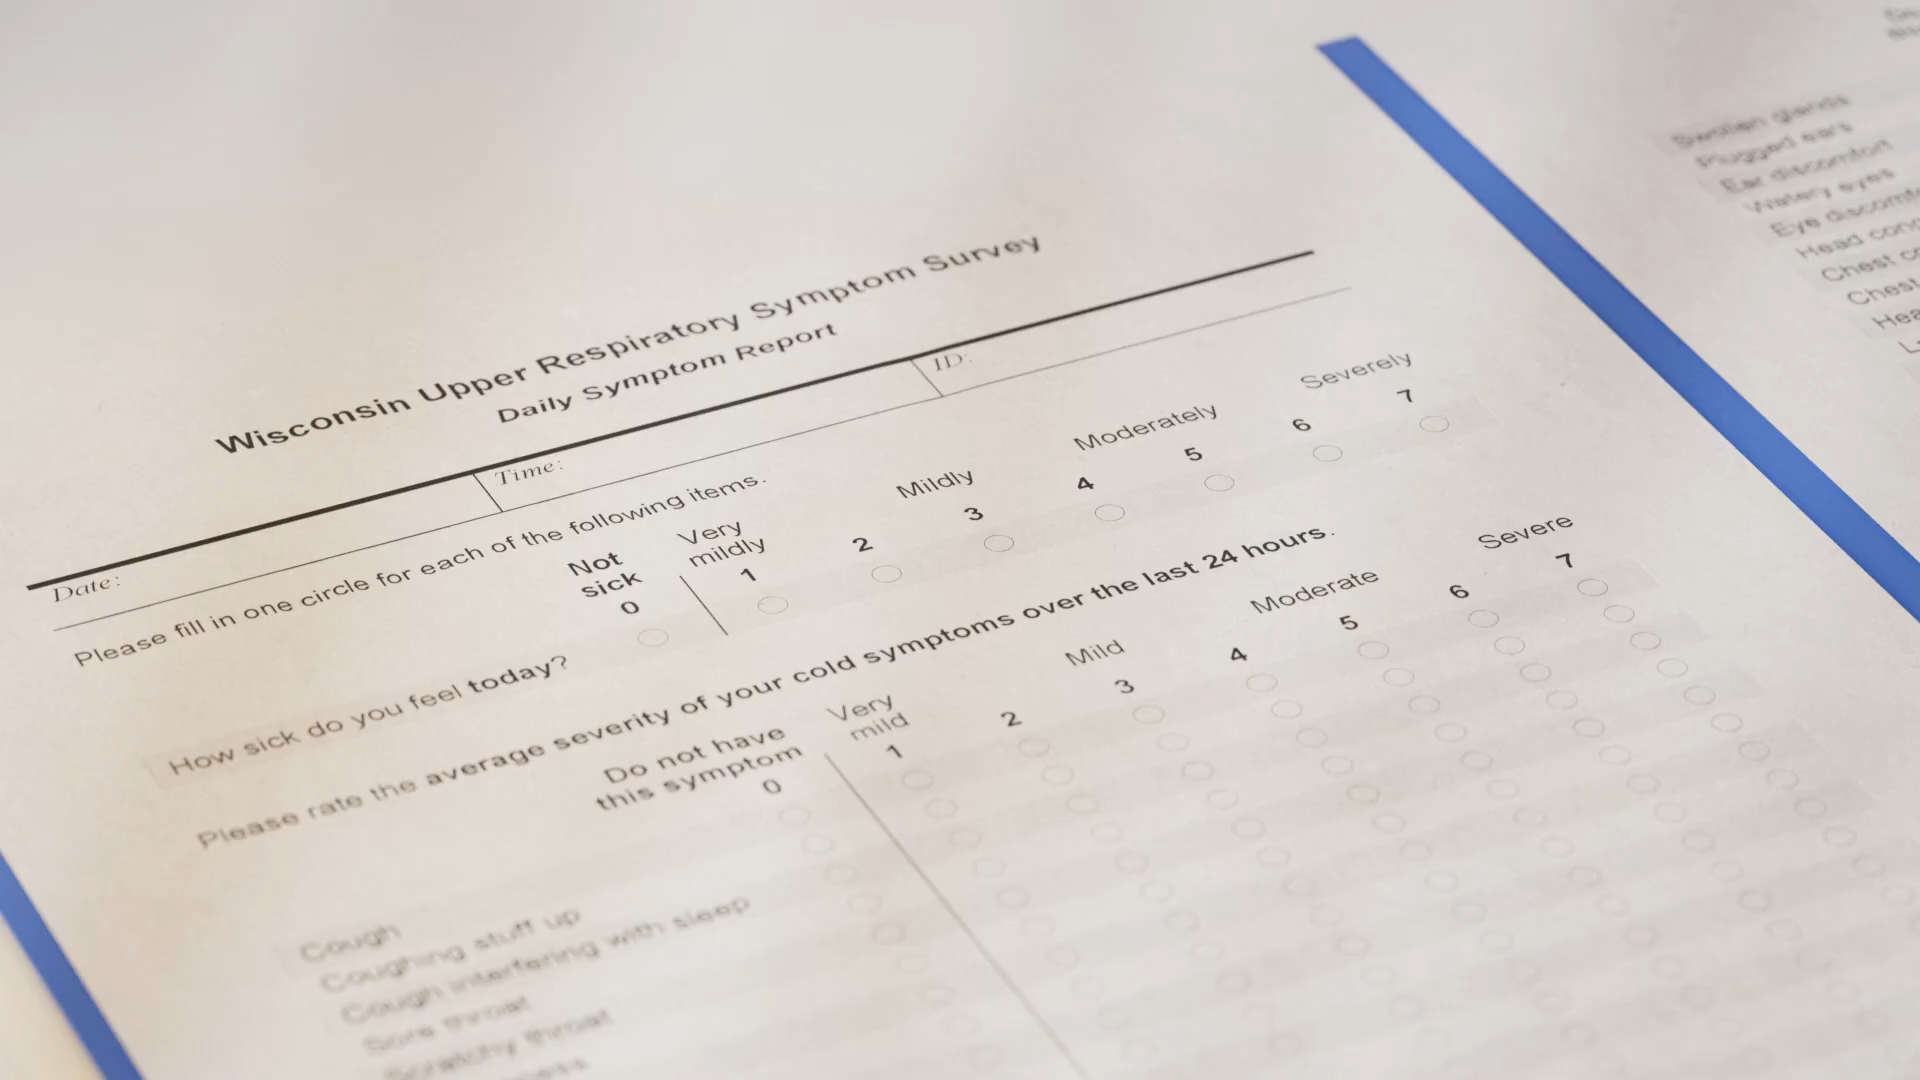 Wisconsin Upper Respiratory Symptom Survey
Daily Symptom Report
Date: Time: ID:
Please fill in one circle for each of the following items.
Not sick Very mildly Mildly Moderately Severely
0 1 2 3 4 5 6 7
How sick do you feel today?
Please rate the average severity of your cold symptoms over the last 24 hours.
Do not have this symptom Very mild Mild Moderate Severe
0 1 2 3 4 5 6 7
Cough
Coughing stuff up
Cough interfering with sleep
Sore throat
Scratchy throat
Swollen glands
Plugged ears
Ear discomfort
Watery eyes
Eye
Head
Chest
Chest